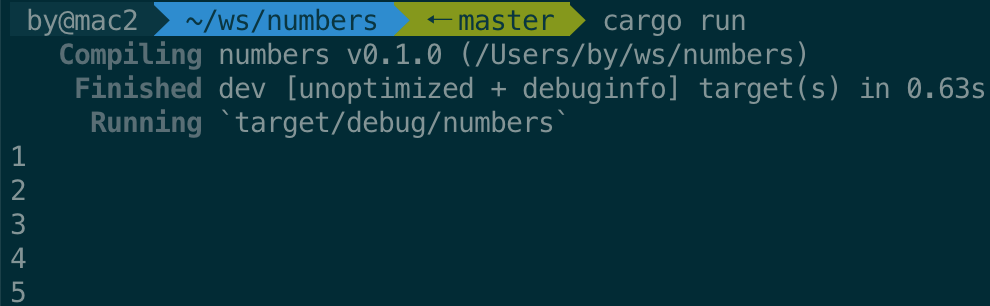 by@mac2 ~/ws/numbers ←master cargo run
Compiling numbers v0.1.0 (/Users/by/ws/numbers)
Finished dev [unoptimized + debuginfo] target(s) in 0.63s
Running `target/debug/numbers`
1
2
3
4
5